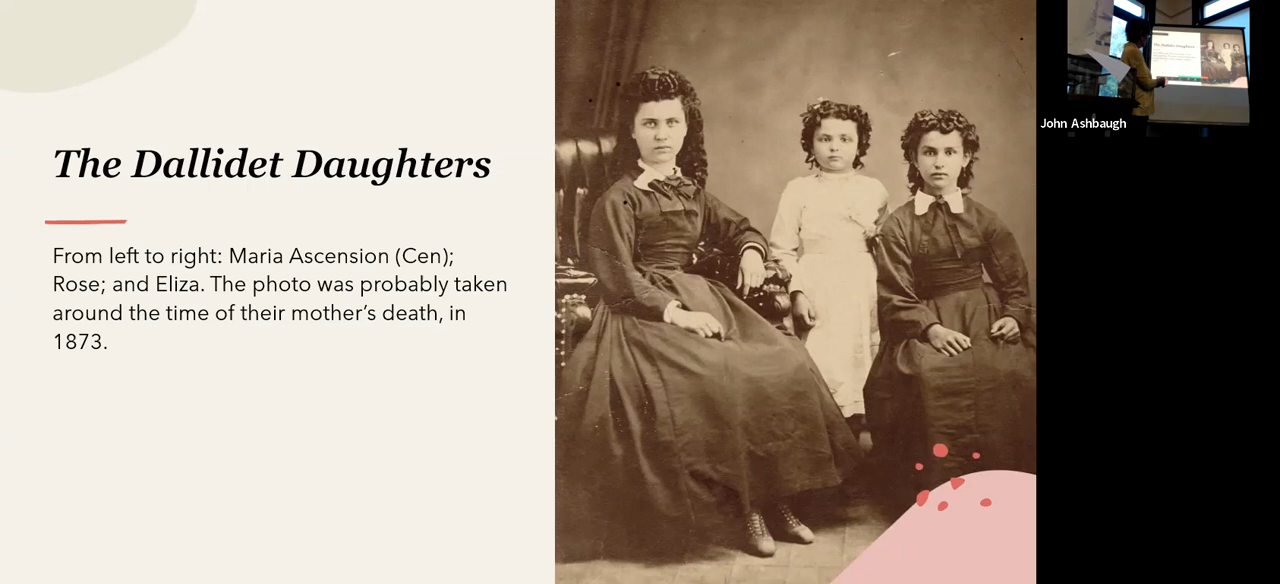 The Dallidet Daughters
From left to right: Maria Ascension (Cen);
Rose; and Eliza. The photo was probably taken
around the time of their mother’s death, in
1873.
John Ashbaugh